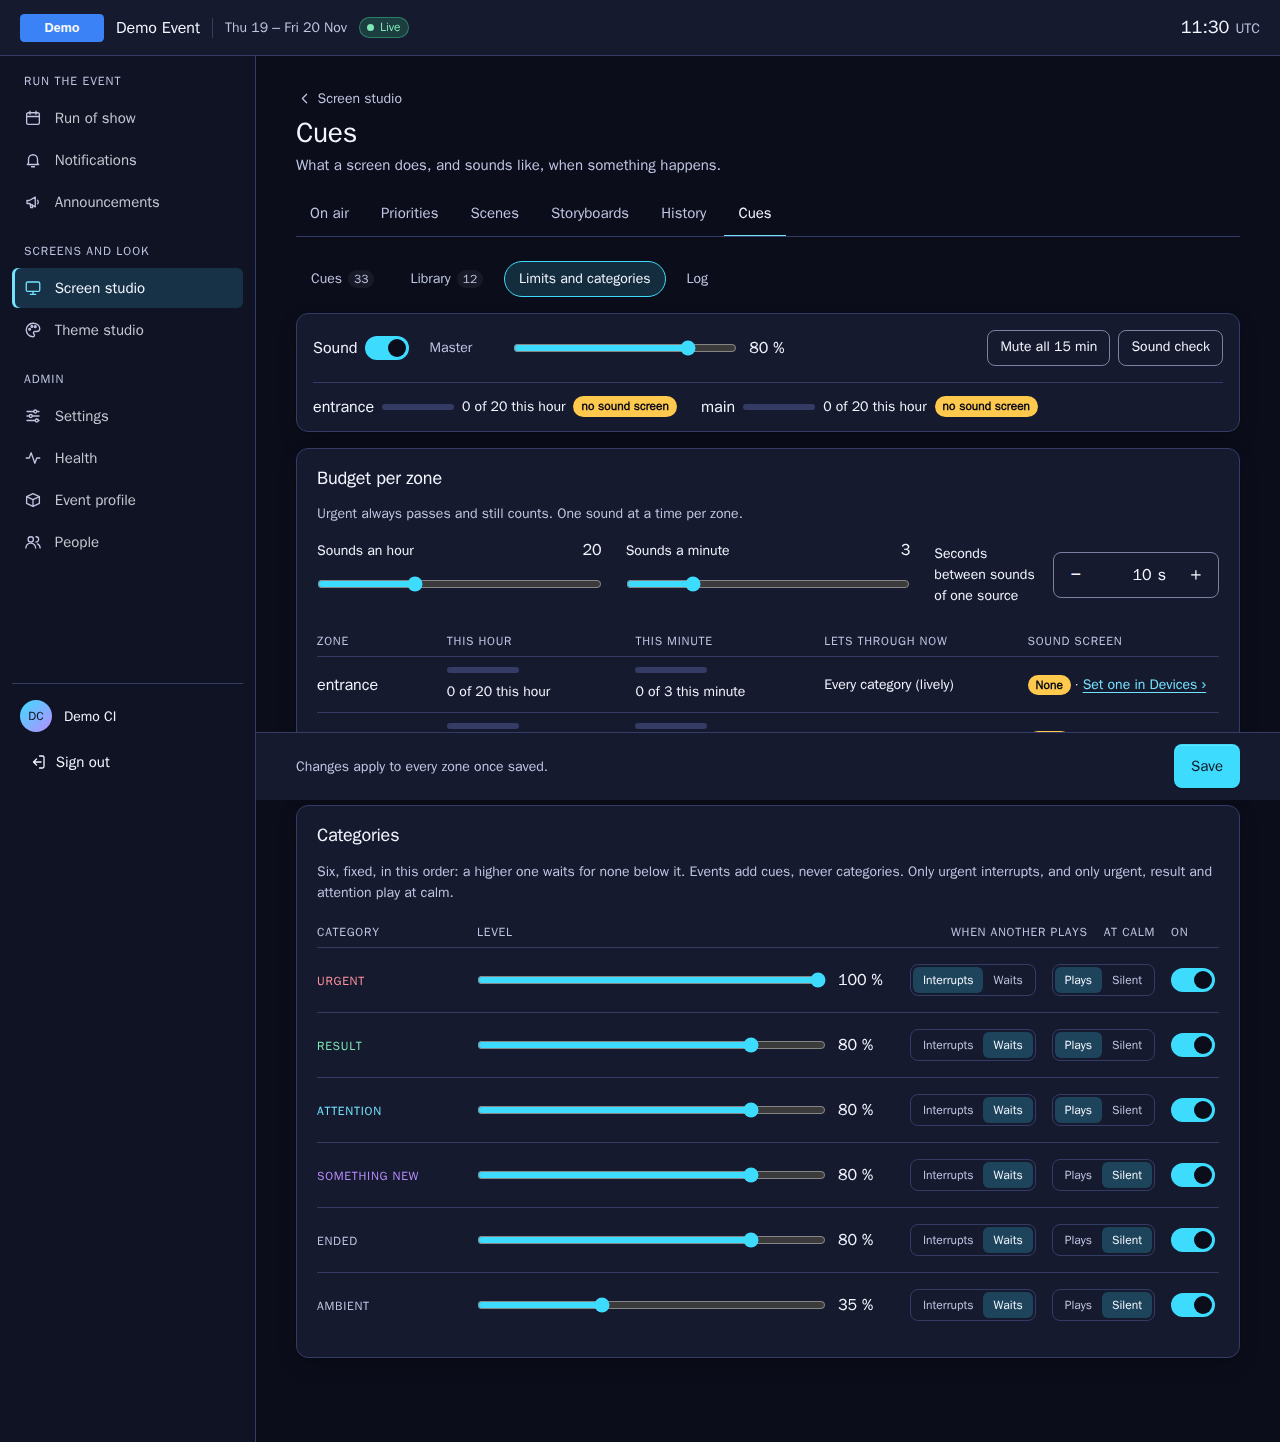 Demo
Demo Event
Thu 19 – Fri 20 Nov
Live
11:30 UTC
RUN THE EVENT
Run of show
Notifications
Announcements
SCREENS AND LOOK
Screen studio
Theme studio
ADMIN
Settings
Health
Event profile
People
DC
Demo CI
Sign out
Screen studio
Cues
What a screen does, and sounds like, when something happens.
On air Priorities Scenes Storyboards History Cues
Cues 33 Library 12 Limits and categories Log
Sound Master 80 % Mute all 15 min Sound check
entrance 0 of 20 this hour no sound screen main 0 of 20 this hour no sound screen
Budget per zone
Urgent always passes and still counts. One sound at a time per zone.
Sounds an hour 20 Sounds a minute 3
Seconds
between sounds
of one source
− 10 s +
ZONE THIS HOUR THIS MINUTE LETS THROUGH NOW SOUND SCREEN
entrance 0 of 20 this hour 0 of 3 this minute Every category (lively) None · Set one in Devices ›
Changes apply to every zone once saved. Save
Categories
Six, fixed, in this order: a higher one waits for none below it. Events add cues, never categories. Only urgent interrupts, and only urgent, result and
attention play at calm.
CATEGORY LEVEL WHEN ANOTHER PLAYS AT CALM ON
URGENT 100 % Interrupts Waits Plays Silent
RESULT 80 % Interrupts Waits Plays Silent
ATTENTION 80 % Interrupts Waits Plays Silent
SOMETHING NEW 80 % Interrupts Waits Plays Silent
ENDED 80 % Interrupts Waits Plays Silent
AMBIENT 35 % Interrupts Waits Plays Silent